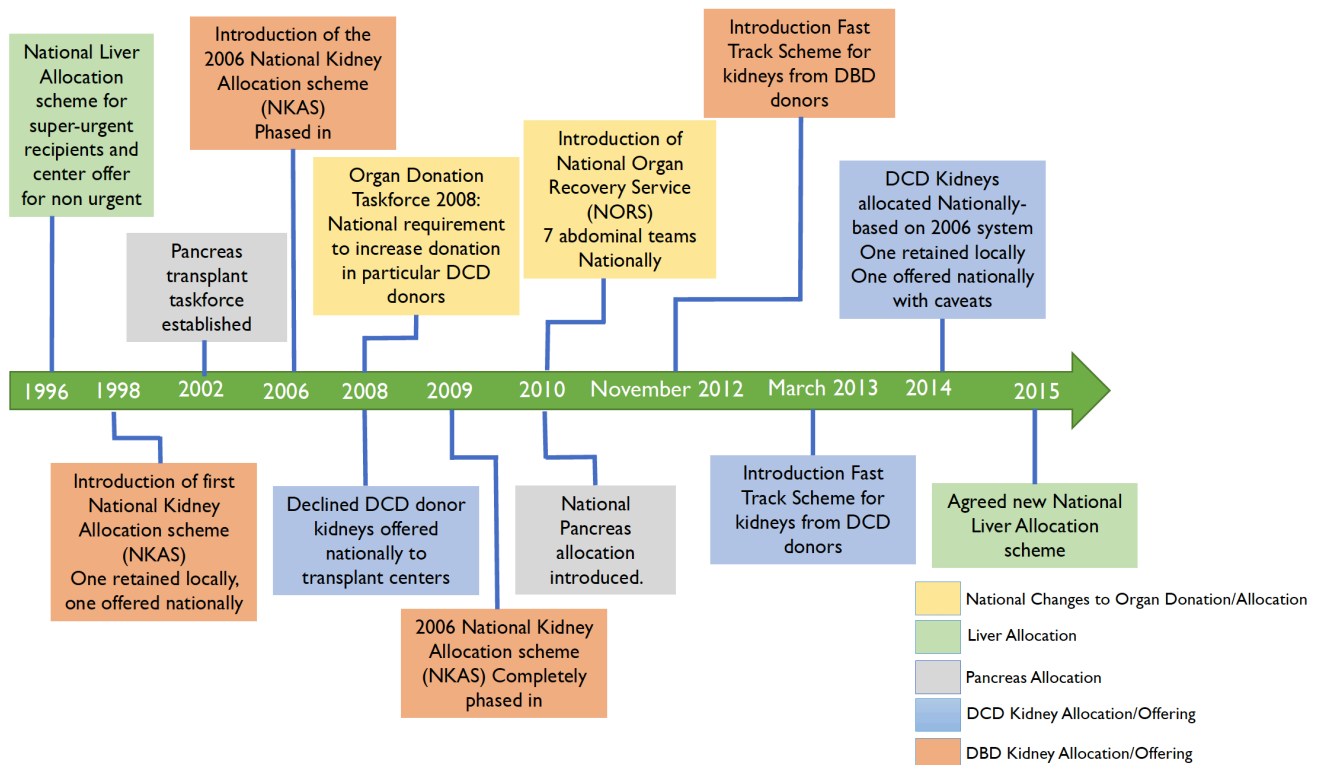 National Liver
Allocation
scheme for
super-urgent
recipients and
center offer
for non urgent
Pancreas
transplant
taskforce
established
Introduction of the
2006 National Kidney
Allocation scheme
(NKAS)
Phased in
Organ Donation
Taskforce 2008:
National requirement
to increase donation
in particular DCD
donors
Introduction of
National Organ
Recovery Service
(NORS)
7 abdominal teams
Nationally
Introduction Fast
Track Scheme for
kidneys from DBD
donors
DCD Kidneys
allocated Nationally-
based on 2006 system
One retained locally
One offered nationally
with caveats
1996 1998 2002 2006 2008 2009 2010 November 2012 March 2013 2014 2015
Introduction of first
National Kidney
Allocation scheme
(NKAS)
One retained locally,
one offered nationally
Declined DCD donor
kidneys offered
nationally to
transplant centers
2006 National Kidney
Allocation scheme
(NKAS) Completely
phased in
National
Pancreas
allocation
introduced.
Introduction Fast
Track Scheme for
kidneys from DCD
donors
Agreed new National
Liver Allocation
scheme
National Changes to Organ Donation/Allocation
Liver Allocation
Pancreas Allocation
DCD Kidney Allocation/Offering
DBD Kidney Allocation/Offering